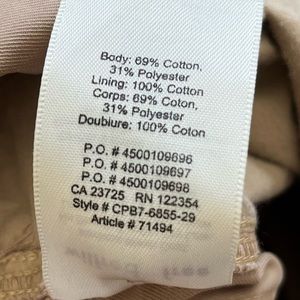 Body: 69% Cotton,
31% Polyester
Lining: 100% Cotton
Corps: 69% Coton,
31% Polyester
Doubiure: 100% Coton
P.O. # 4500109696
P.O. # 4500109697
P.O. # 4500109698
CA 23725 RN 122354
Style # CPB7-6855-29
Article # 71494